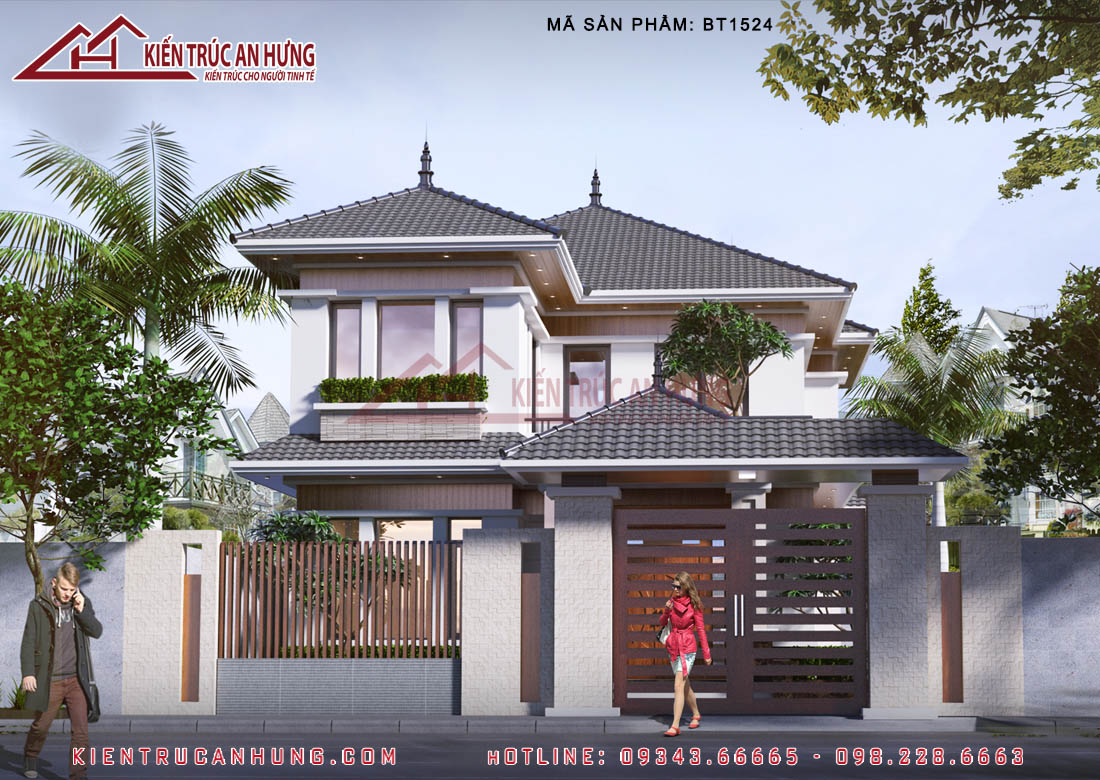 MÃ SẢN PHẨM: BT1524
KIẾN TRÚC AN HƯNG
KIẾN TRÚC CHO NGƯỜI TINH TẾ
KIẾN TRÚC AN HƯNG
KIENTRUCANHUNG.COM
HOTLINE: 09343.66665 - 098.228.6663